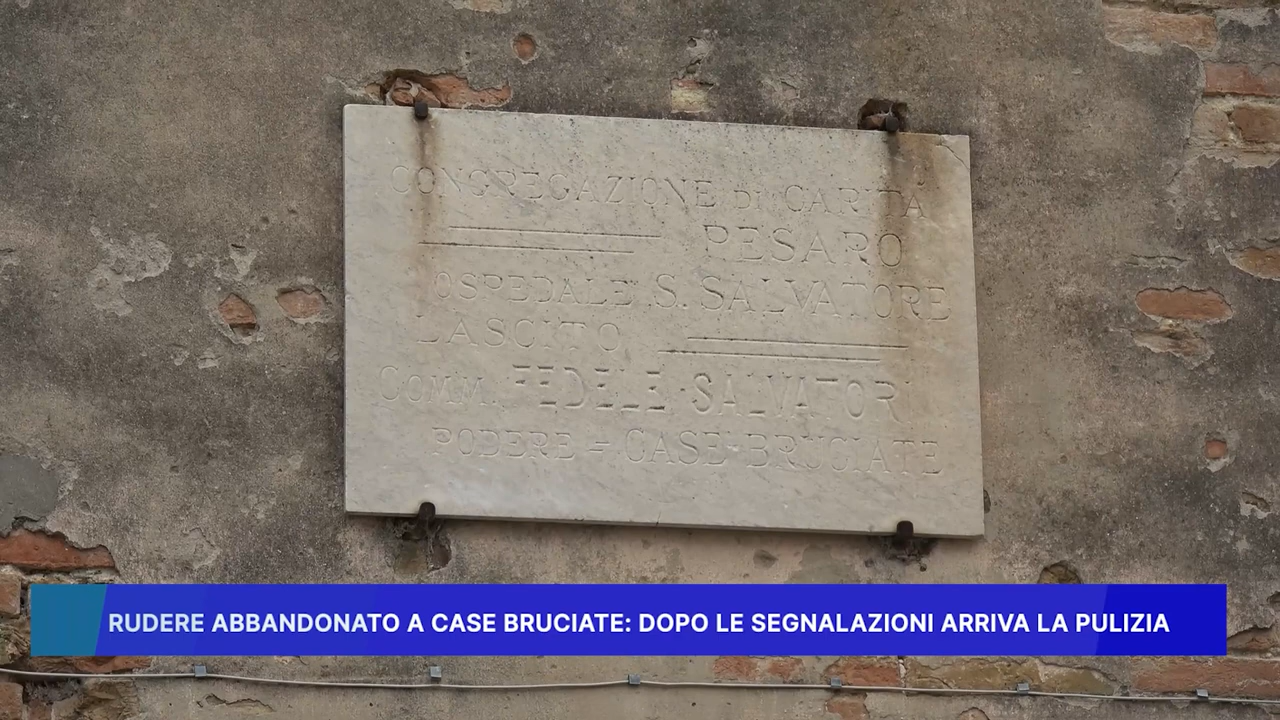 CONGREGAZIONE DI CARITÀ
PESARO
OSPEDALE S. SALVATORE
LASCITO
COMM. FEDELE SALVATORI
PODERE - CASE BRUCIATE
RUDERE ABBANDONATO A CASE BRUCIATE: DOPO LE SEGNALAZIONI ARRIVA LA PULIZIA